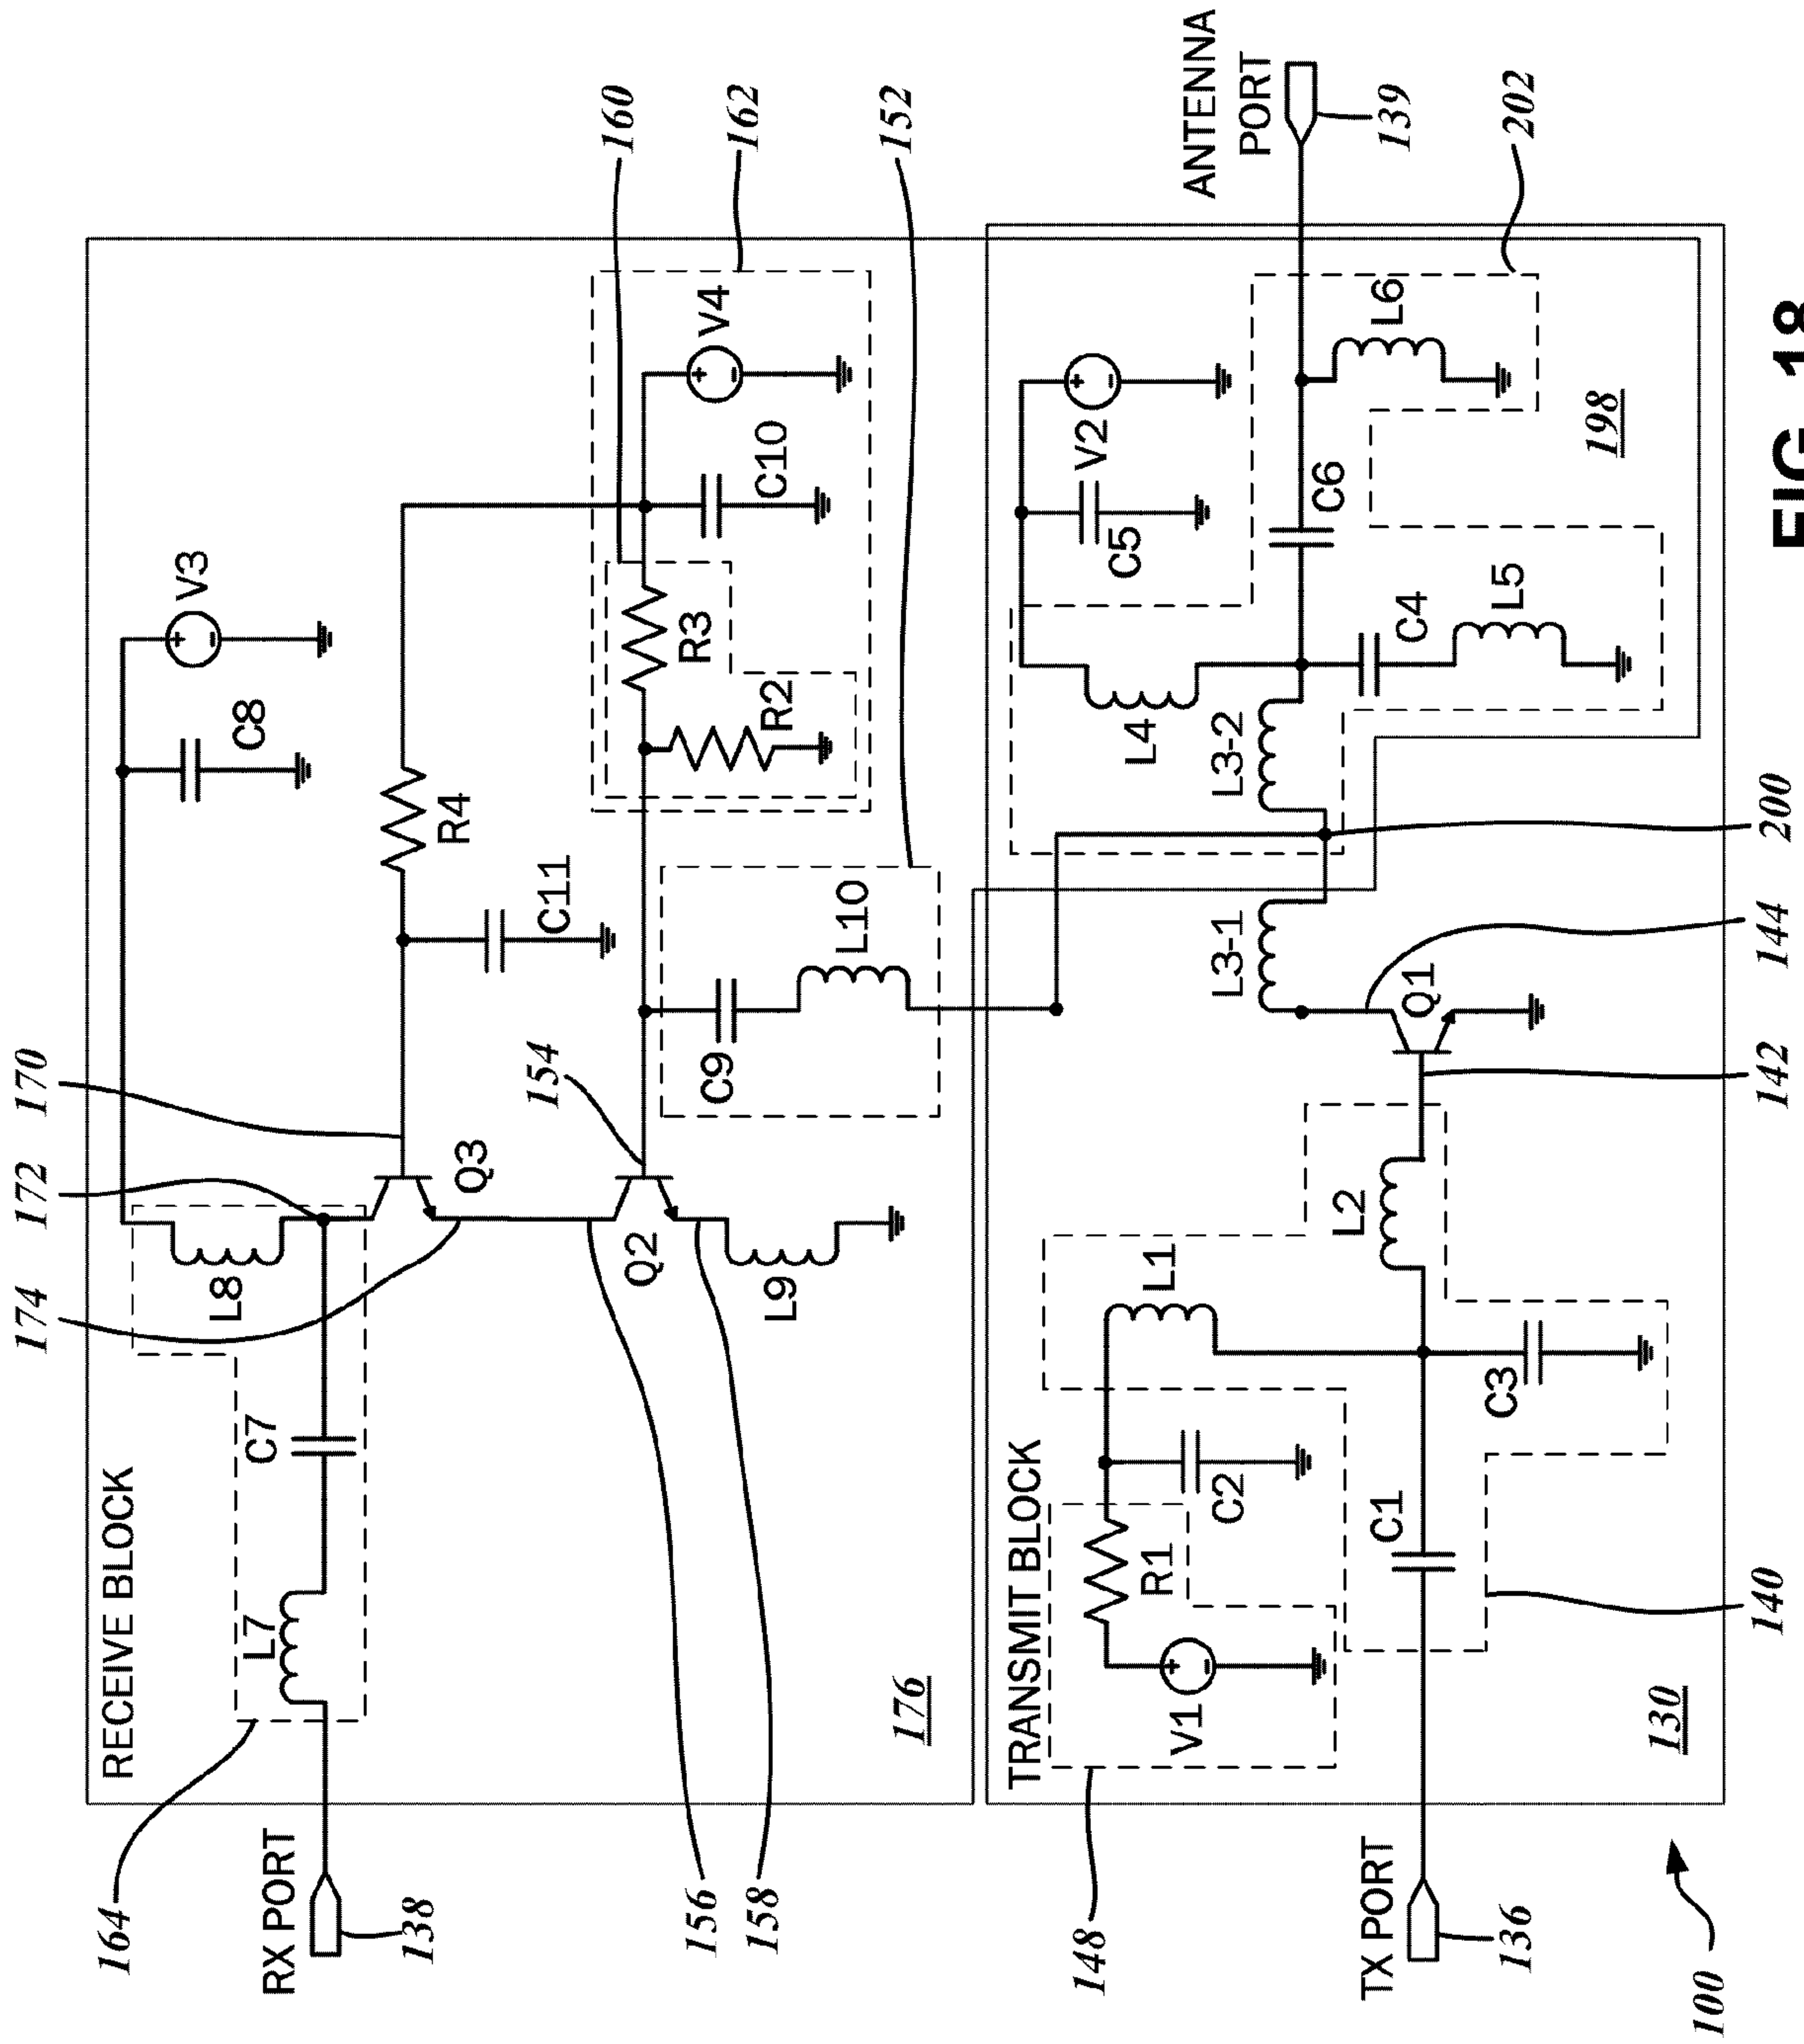 174
172
170
RECEIVE BLOCK
164
V3
L8
C8
C7
L7
RX PORT
138
Q3
R4
C11
154
160
Q2
R3
V4
156
C9
R2
162
158
L9
C10
L10
152
176
TRANSMIT BLOCK
148
V2
C5
L4
R1
L1
V1
C2
ANTENNA
PORT
L3-1
L3-2
C6
L2
TX PORT
C1
L6
139
C4
Q1
C3
L5
136
202
198
130
100
140
142
144
200
FIG 18